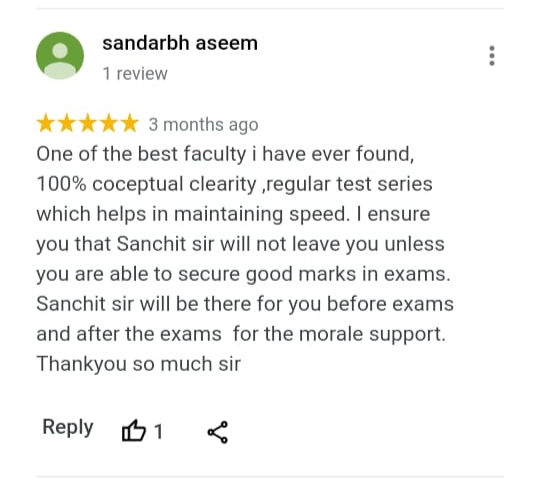 sandarbh aseem
1 review
3 months ago
One of the best faculty i have ever found,
100% coceptual clearity ,regular test series
which helps in maintaining speed. I ensure
you that Sanchit sir will not leave you unless
you are able to secure good marks in exams.
Sanchit sir will be there for you before exams
and after the exams  for the morale support.
Thankyou so much sir
Reply 1